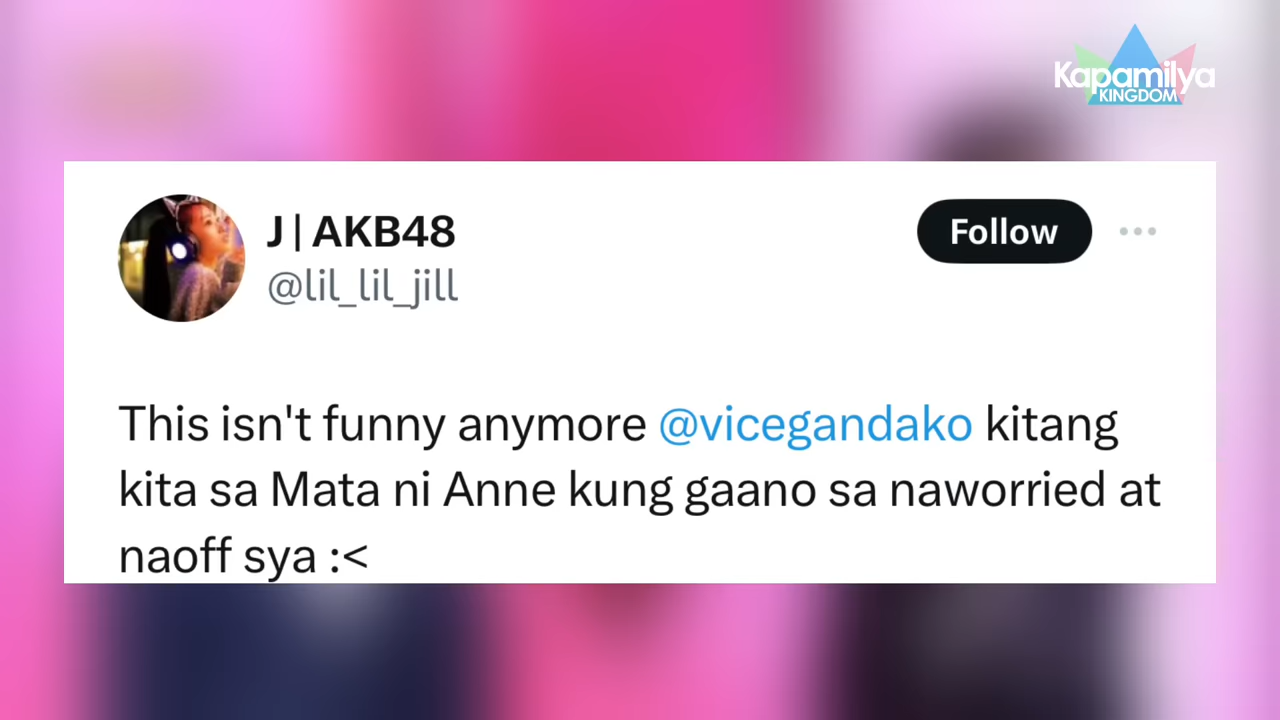 Kapamilya
KINGDOM
J | AKB48
@lil_lil_jill
Follow
This isn't funny anymore @vicegandako kitang
kita sa Mata ni Anne kung gaano sa naworried at
naoff sya :<